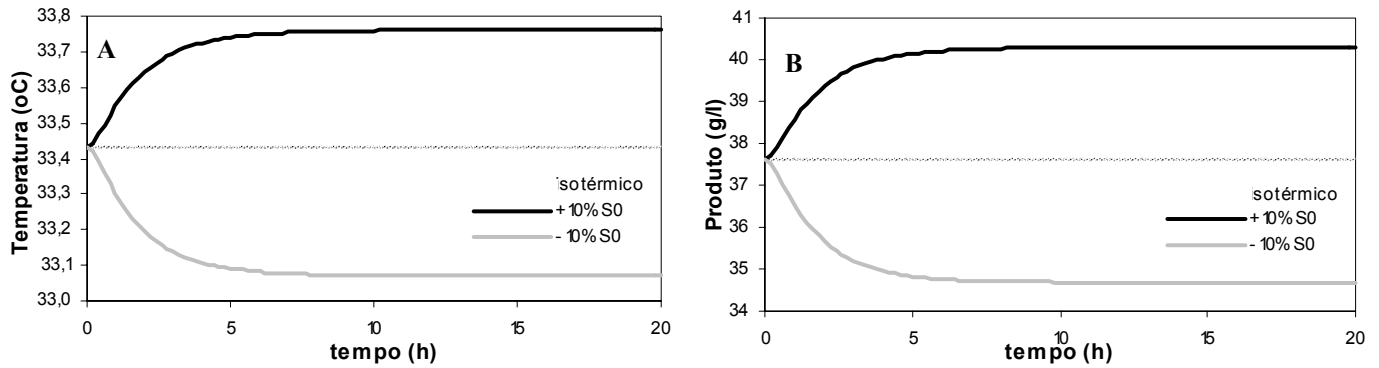 33,8
33,7
33,6
33,5
33,4
33,3
33,2
33,1
33,0
Temperatura (oC)
A
isotérmico
+10%S0
- 10%S0
0
5
10
15
20
tempo (h)
41
40
39
38
37
36
35
34
Produto (g/l)
B
isotérmico
+10%S0
- 10%S0
0
5
10
15
20
tempo (h)